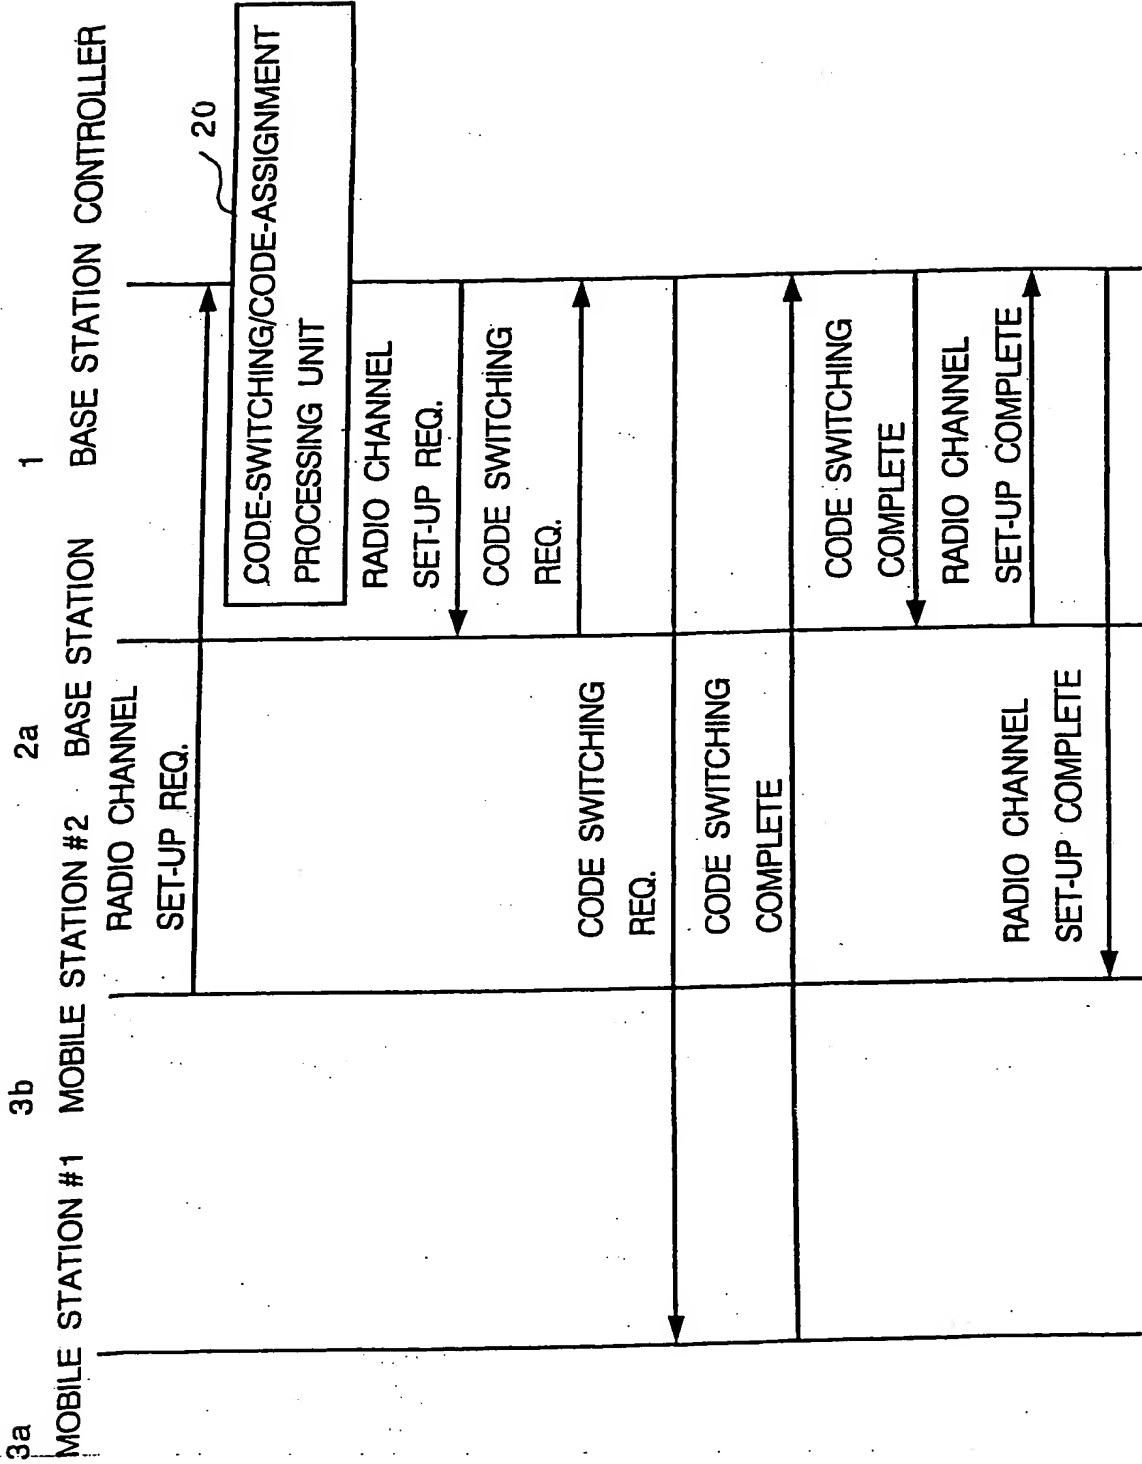 3a
3b
2a
1
MOBILE STATION #1
MOBILE STATION #2
BASE STATION
BASE STATION CONTROLLER
RADIO CHANNEL
SET-UP REQ.
20
CODE-SWITCHING/CODE-ASSIGNMENT
PROCESSING UNIT
RADIO CHANNEL
SET-UP REQ.
CODE SWITCHING
REQ.
CODE SWITCHING
REQ.
CODE SWITCHING
COMPLETE
CODE SWITCHING
COMPLETE
RADIO CHANNEL
SET-UP COMPLETE
RADIO CHANNEL
SET-UP COMPLETE